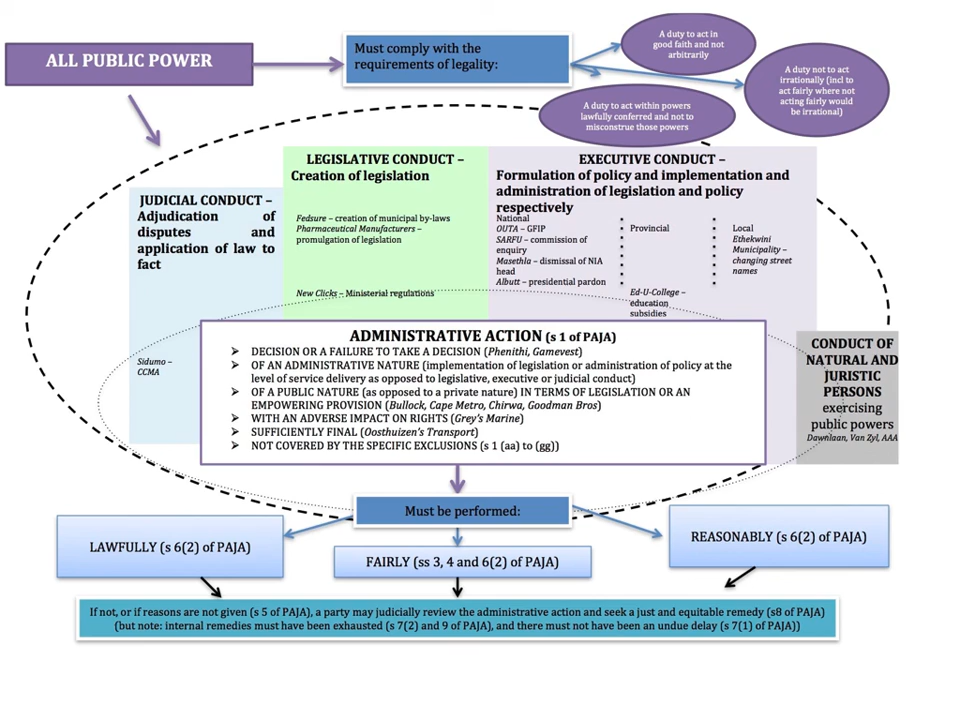 ALL PUBLIC POWER
Must comply with the
requirements of legality:
A duty to act in
good faith and not
arbitrarily
A duty not to act
irrationally (incl to
act fairly where not
acting fairly would
be irrational)
A duty to act within powers
lawfully conferred and not to
misconstrue those powers
JUDICIAL CONDUCT –
Adjudication of
disputes and
application of law to
fact
Sidumo –
CCMA
LEGISLATIVE CONDUCT –
Creation of legislation
Fedsure – creation of municipal by-laws
Pharmaceutical Manufacturers –
promulgation of legislation
New Clicks – Ministerial regulations
EXECUTIVE CONDUCT –
Formulation of policy and implementation and
administration of legislation and policy
respectively
National
OUTA – GFIP
SARFU – commission of
enquiry
Masethla – dismissal of NIA
head
Albutt – presidential pardon
Provincial
Ed-U-College –
education
subsidies
Local
Ethekwini
Municipality –
changing street
names
ADMINISTRATIVE ACTION (s 1 of PAJA)
➢ DECISION OR A FAILURE TO TAKE A DECISION (Phenithi, Gamevest)
➢ OF AN ADMINISTRATIVE NATURE (implementation of legislation or administration of policy at the
level of service delivery as opposed to legislative, executive or judicial conduct)
➢ OF A PUBLIC NATURE (as opposed to a private nature) IN TERMS OF LEGISLATION OR AN
EMPOWERING PROVISION (Bullock, Cape Metro, Chirwa, Goodman Bros)
➢ WITH AN ADVERSE IMPACT ON RIGHTS (Grey's Marine)
➢ SUFFICIENTLY FINAL (Oosthuizen's Transport)
➢ NOT COVERED BY THE SPECIFIC EXCLUSIONS (s 1 (aa) to (gg))
CONDUCT OF
NATURAL AND
JURISTIC
PERSONS
exercising
public powers
Dawnlaan, Van Zyl, AAA
Must be performed:
LAWFULLY (s 6(2) of PAJA)
FAIRLY (ss 3, 4 and 6(2) of PAJA)
REASONABLY (s 6(2) of PAJA)
If not, or if reasons are not given (s 5 of PAJA), a party may judicially review the administrative action and seek a just and equitable remedy (s8 of PAJA)
(but note: internal remedies must have been exhausted (s 7(2) and 9 of PAJA), and there must not have been an undue delay (s 7(1) of PAJA))